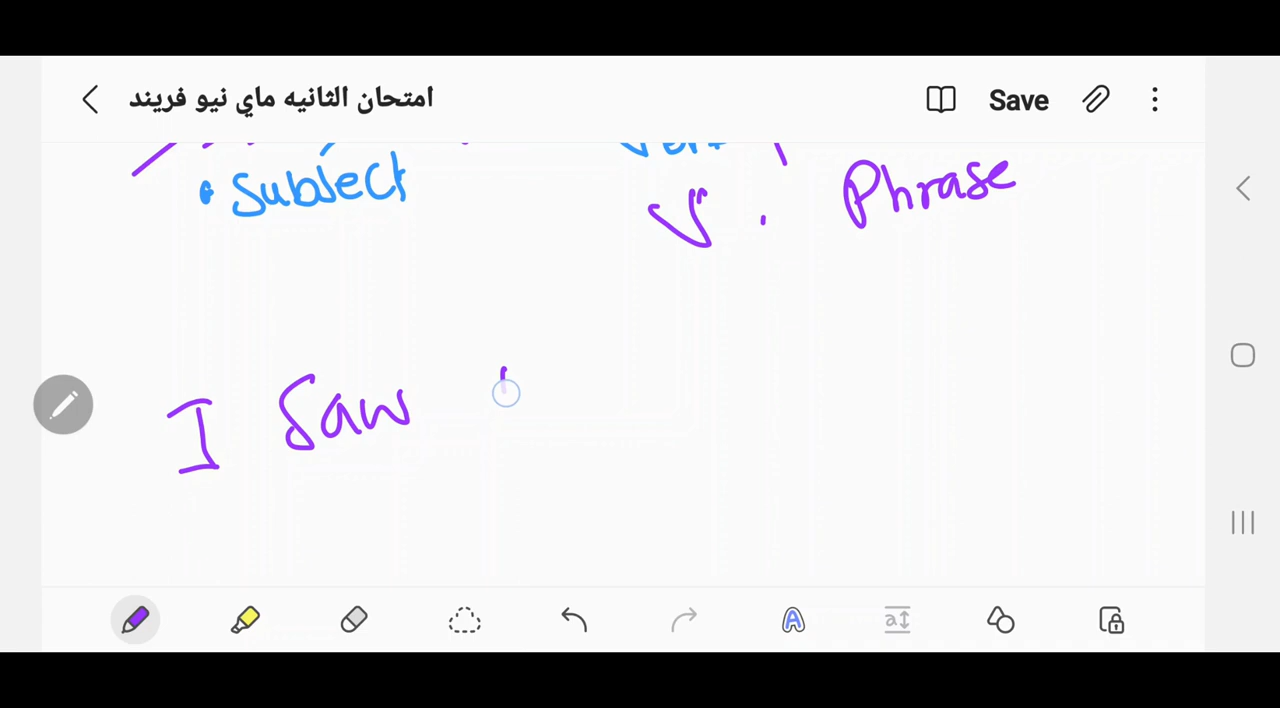 امتحان الثانيه ماي نيو فريند
Save
• Subject
V. Phrase
I Saw